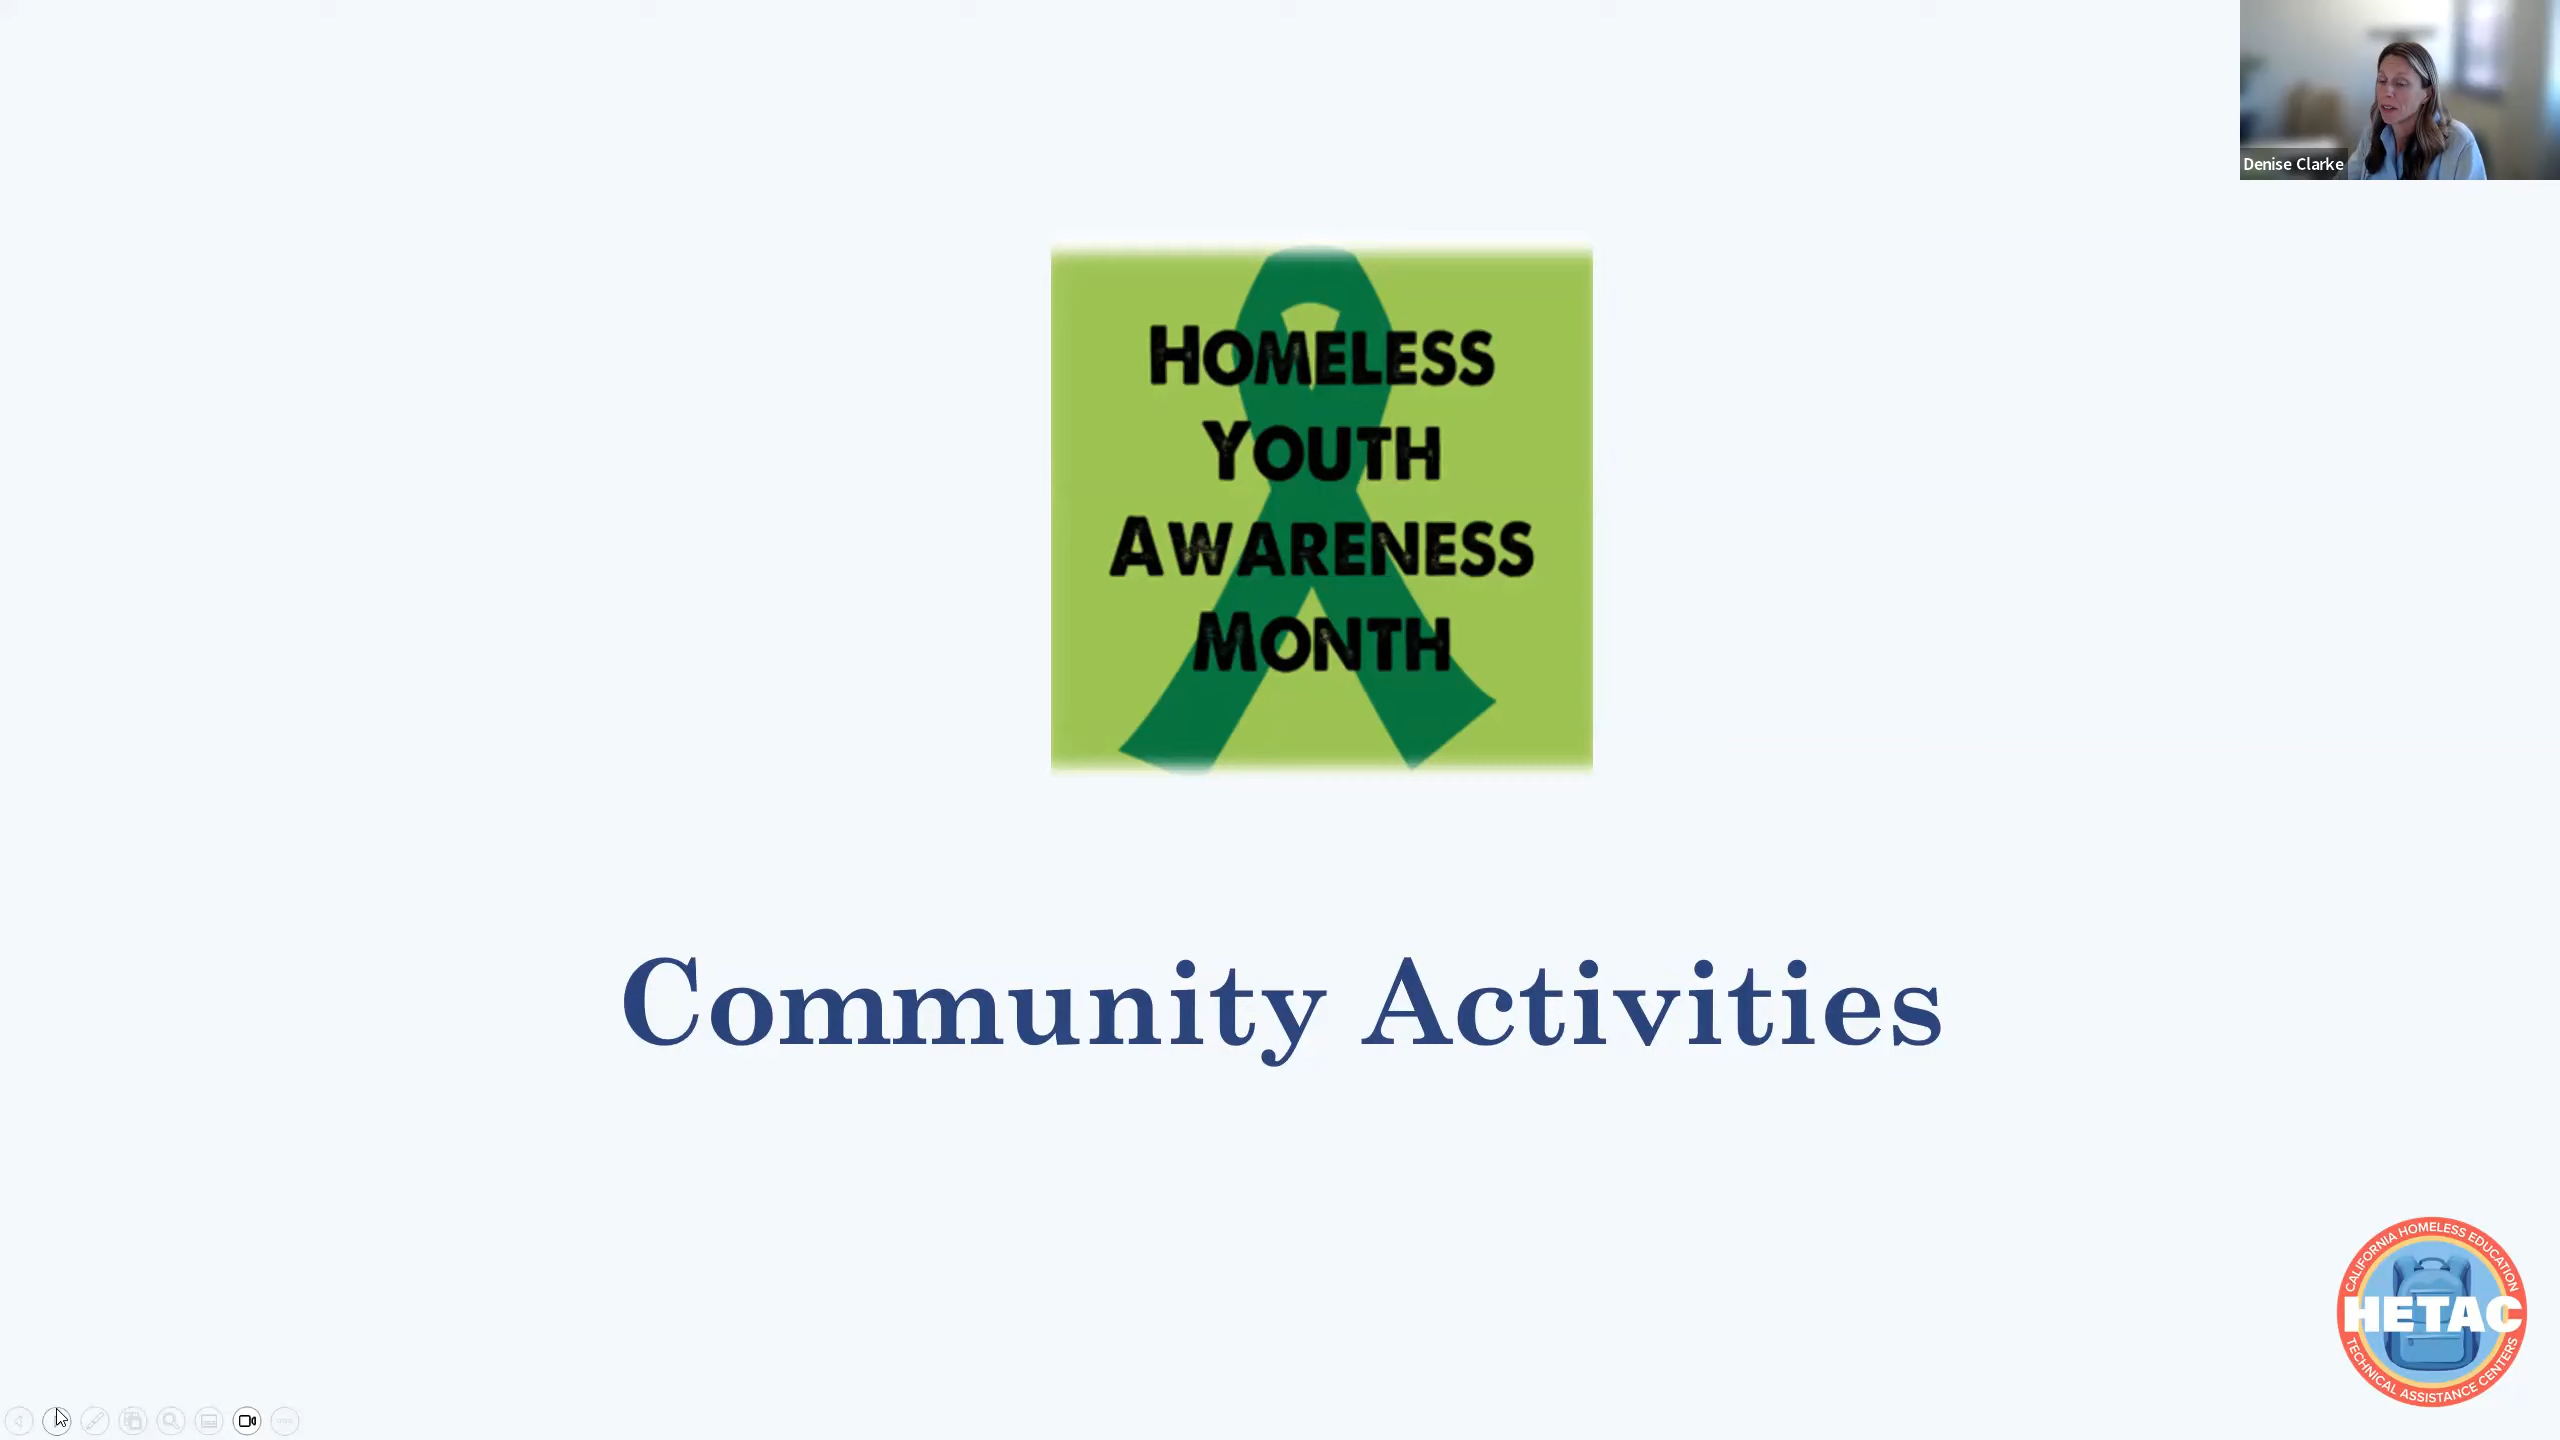 Denise Clarke
HOMELESS
YOUTH
AWARENESS
MONTH
Community Activities
CALIFORNIA HOMELESS EDUCATION
HETAC
TECHNICAL ASSISTANCE CENTERS